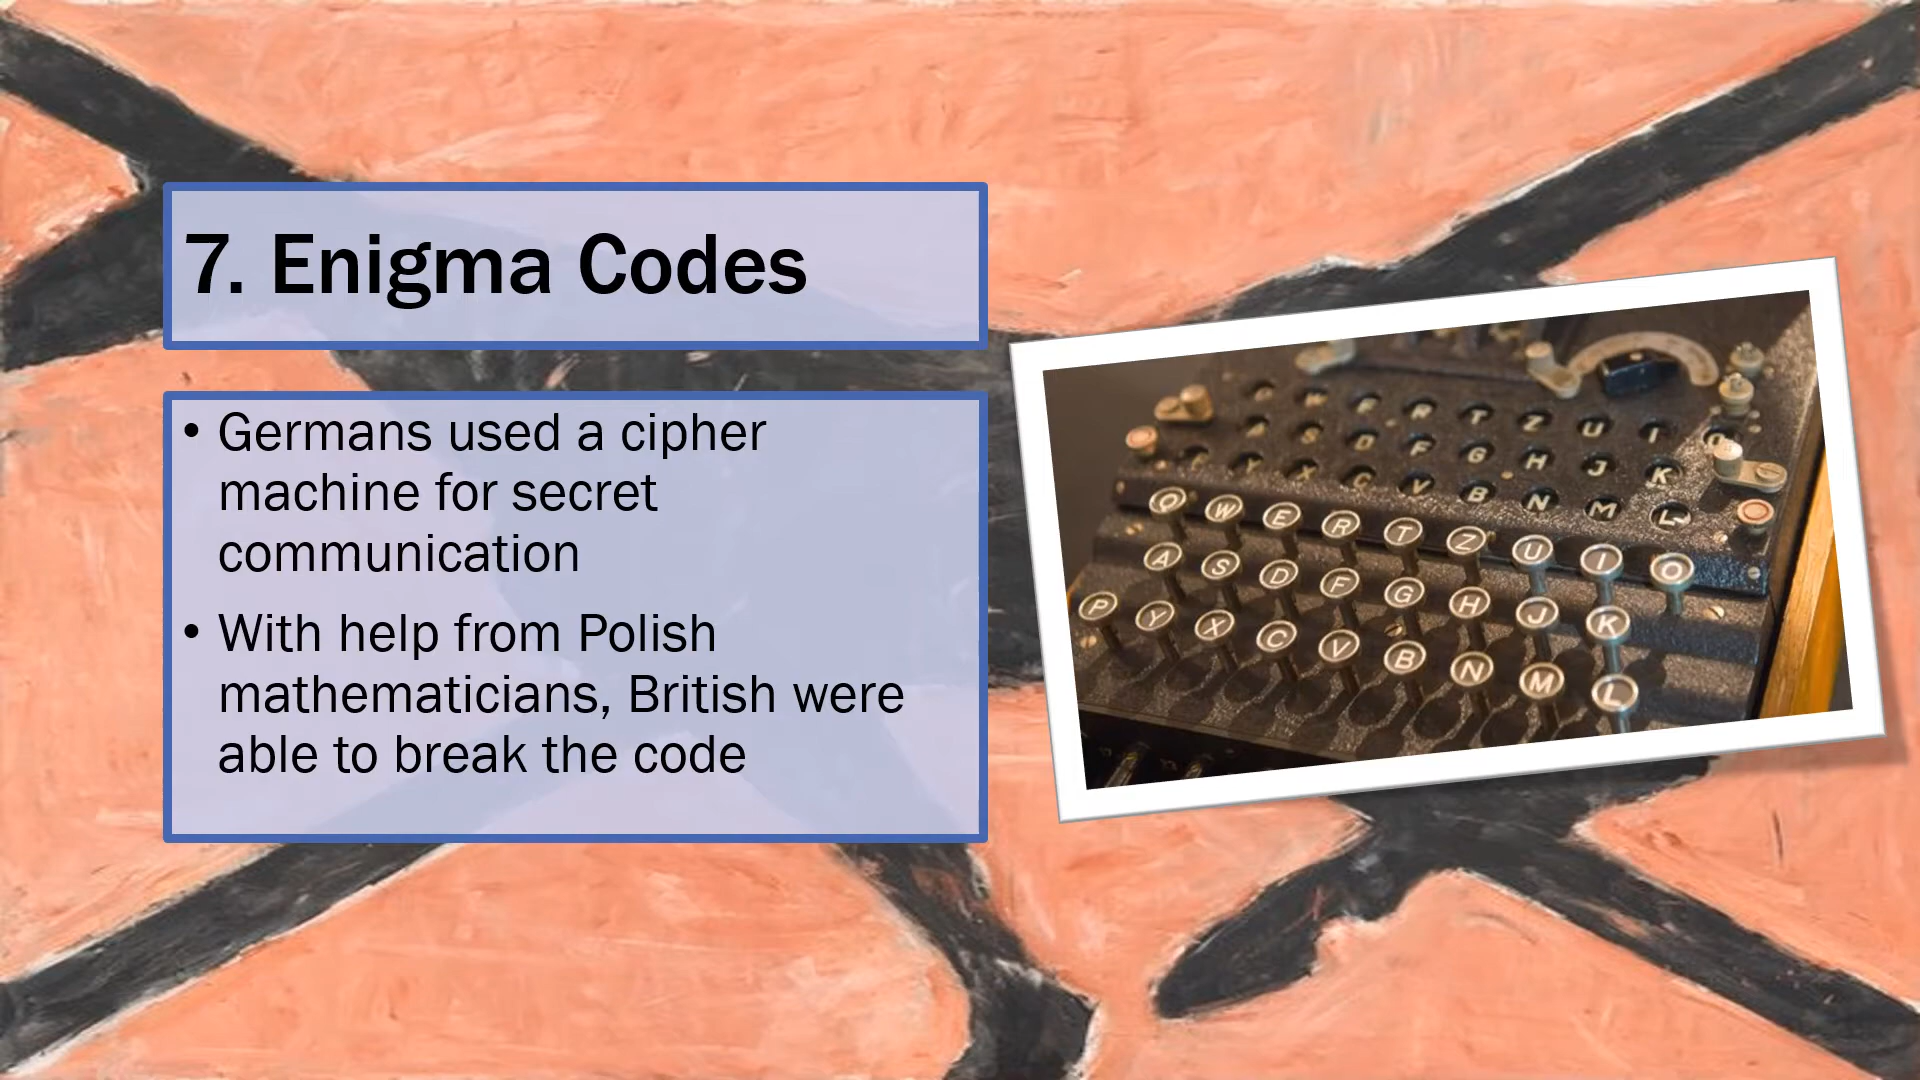 7. Enigma Codes
• Germans used a cipher
machine for secret
communication
• With help from Polish
mathematicians, British were
able to break the code
R T Z U I O
A S D F G H J K
Y X C V B N M L
Q W E R T Z U I O
A S D F G H J K
P Y X C V B N M L